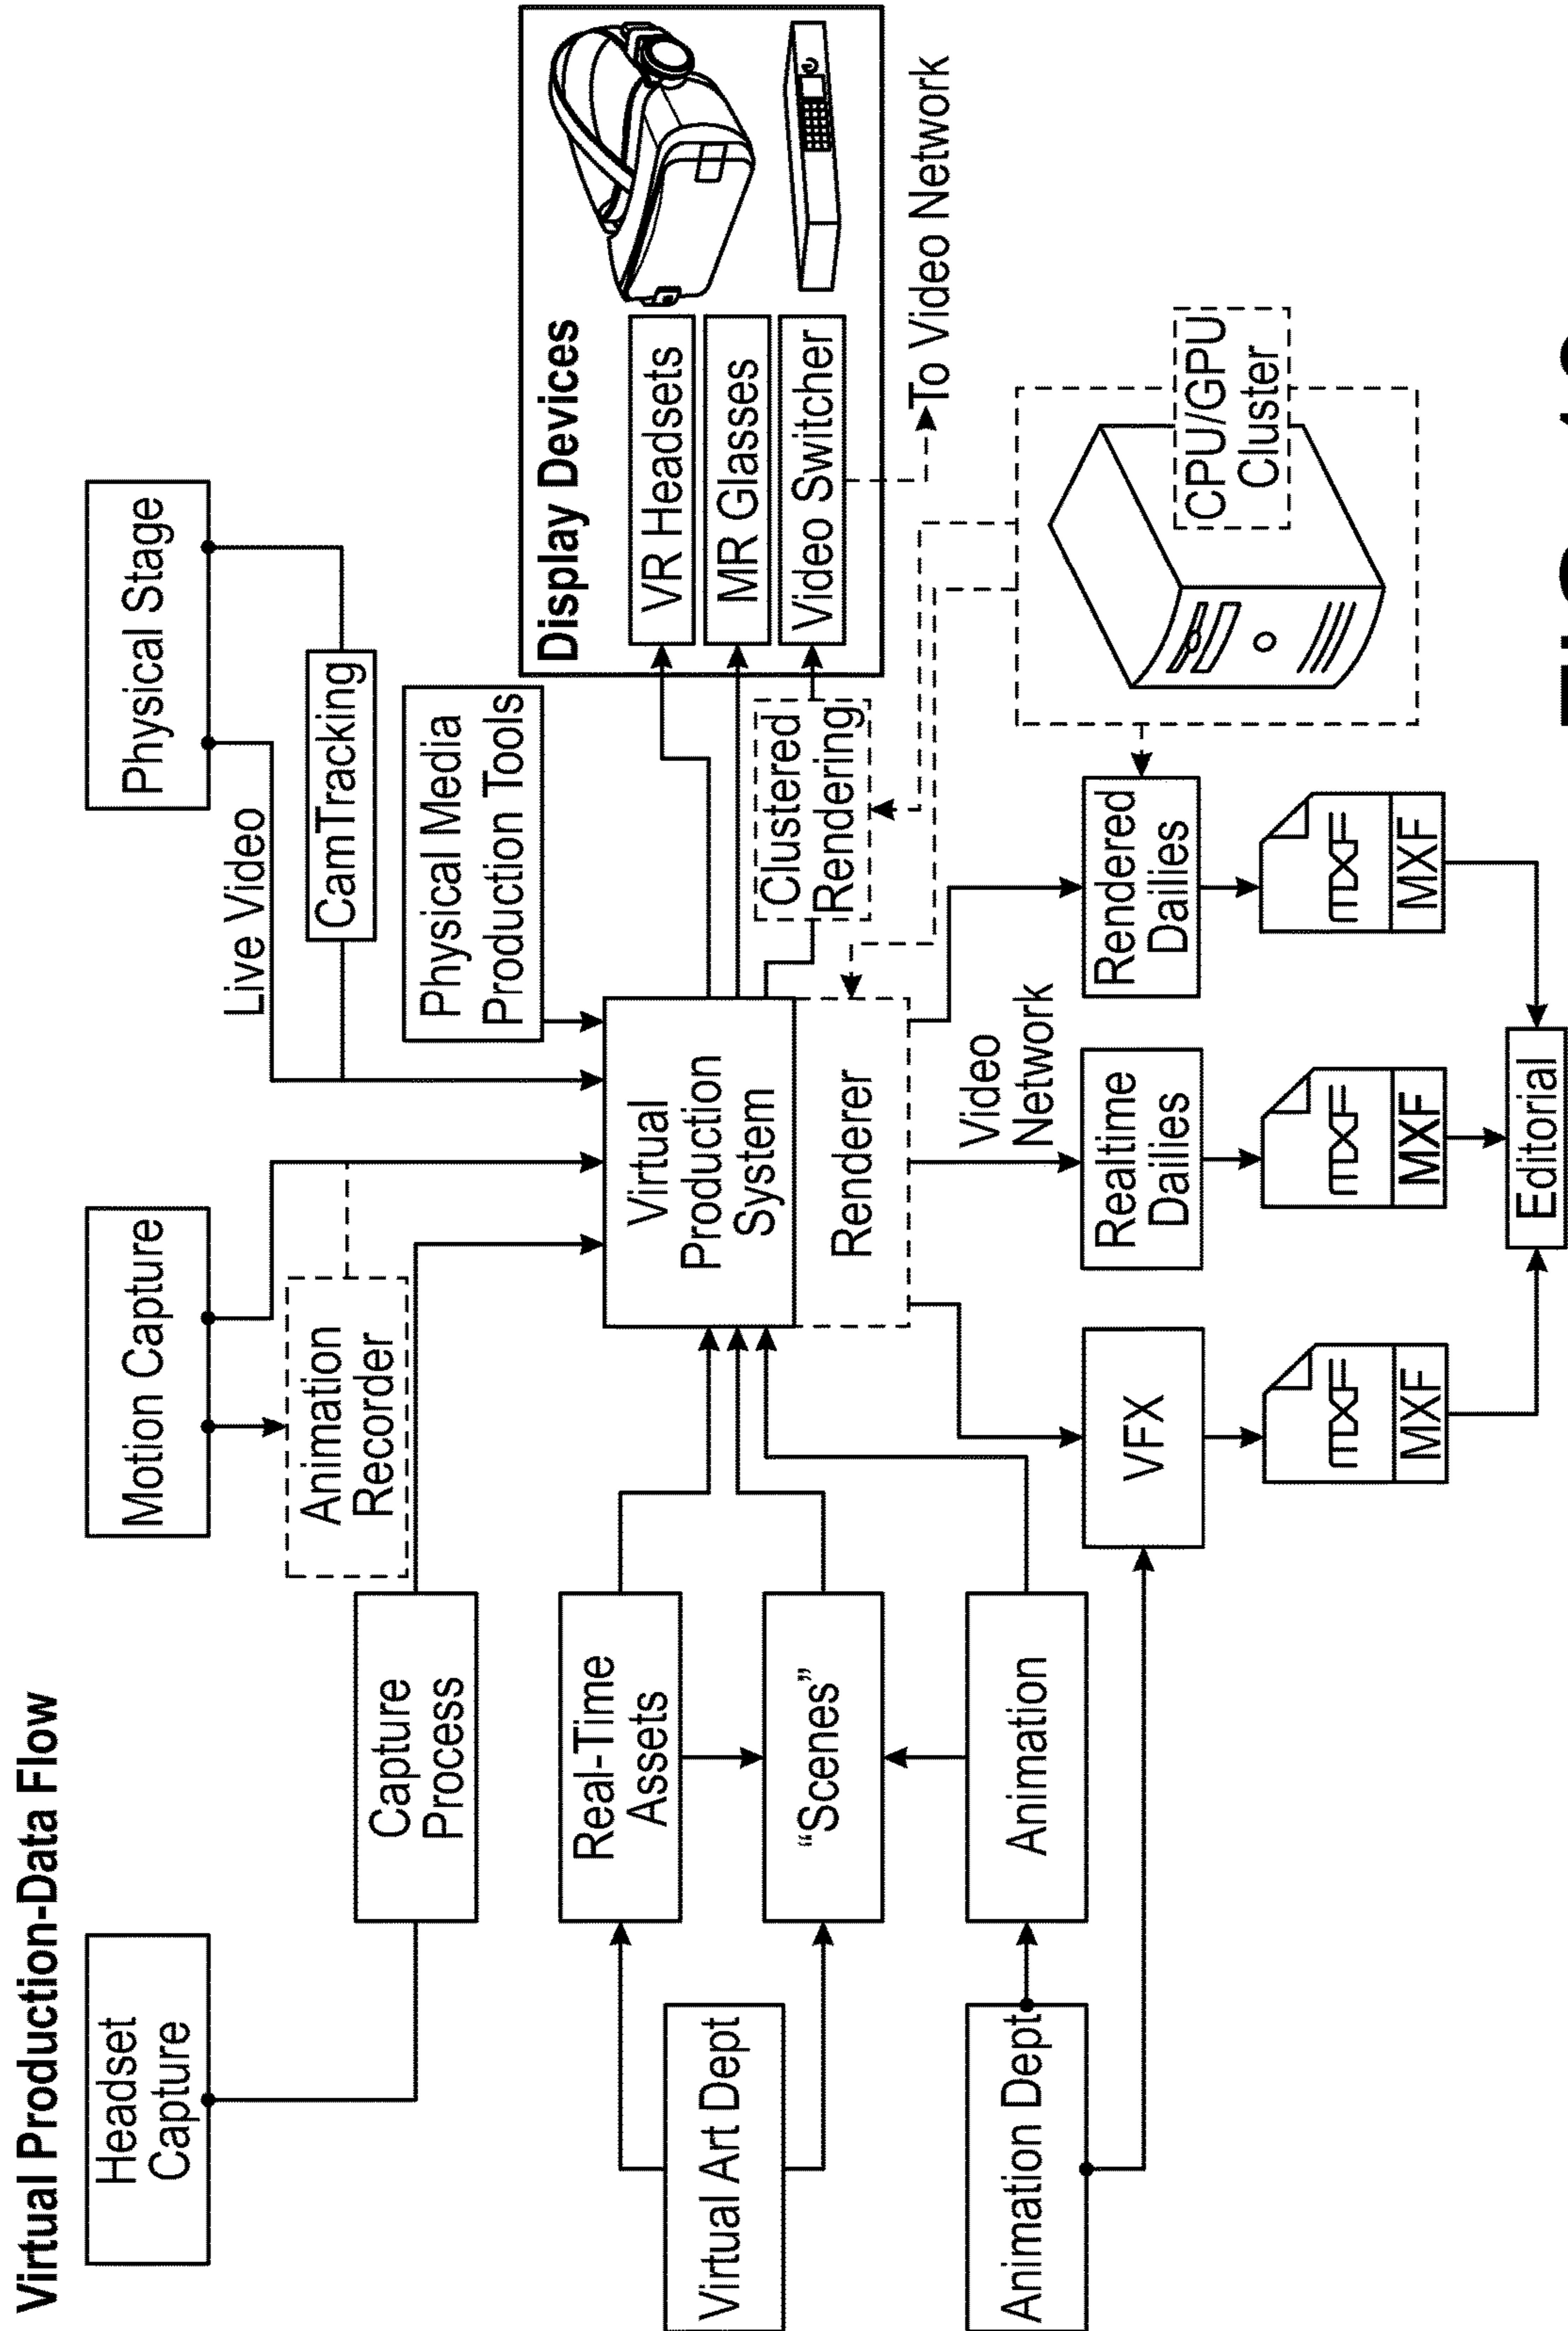 Virtual Production-Data Flow
Headset
Capture
Motion Capture
Physical Stage
Live Video
Capture
Process
Animation
Recorder
CamTracking
Physical Media
Production Tools
Display Devices
VR Headsets
MR Glasses
Video Switcher
To Video Network
Virtual Art Dept
Real-Time
Assets
"Scenes"
Virtual
Production
System
Renderer
Clustered
Rendering
Animation Dept
Animation
VFX
Video
Network
Realtime
Dailies
Rendered
Dailies
CPU/GPU
Cluster
mxf
MXF
mxf
MXF
mxf
MXF
Editorial